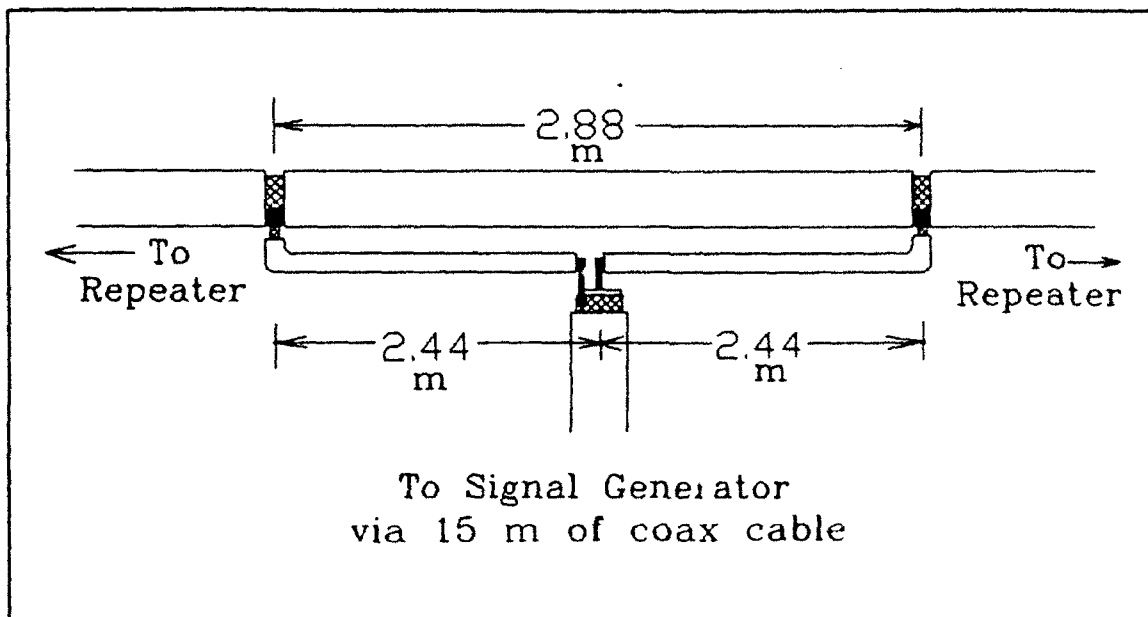 2.88
m
To
Repeater
To
Repeater
2.44
m
2.44
m
To Signal Generator
via 15 m of coax cable